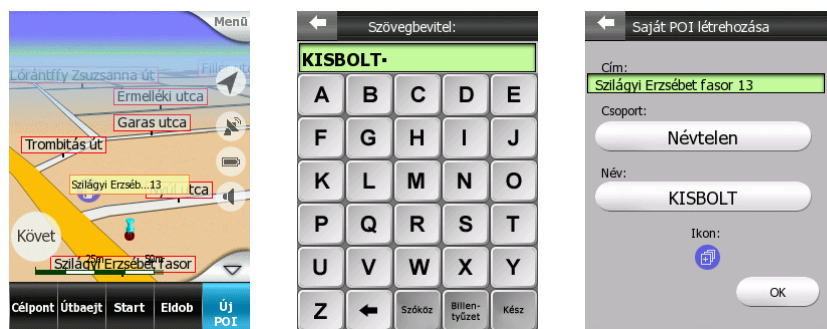 Menü
Lórántffy Zsuzsanna út
Ermelléki utca
Garas utca
Trombitás út
Szilágyi Erzséb...13
utca
Követ
25m 50m
Szilágyi Erzsébet fasor
Célpont Útbaejt Start Eldob Új POI
Szövegbevitel:
KISBOLT
A B C D E
F G H I J
K L M N O
P Q R S T
U V W X Y
Z Szóköz Billen-
tyűzet Kész
Saját POI létrehozása
Cím:
Szilágyi Erzsébet fasor 13
Csoport:
Névtelen
Név:
KISBOLT
Ikon:
OK